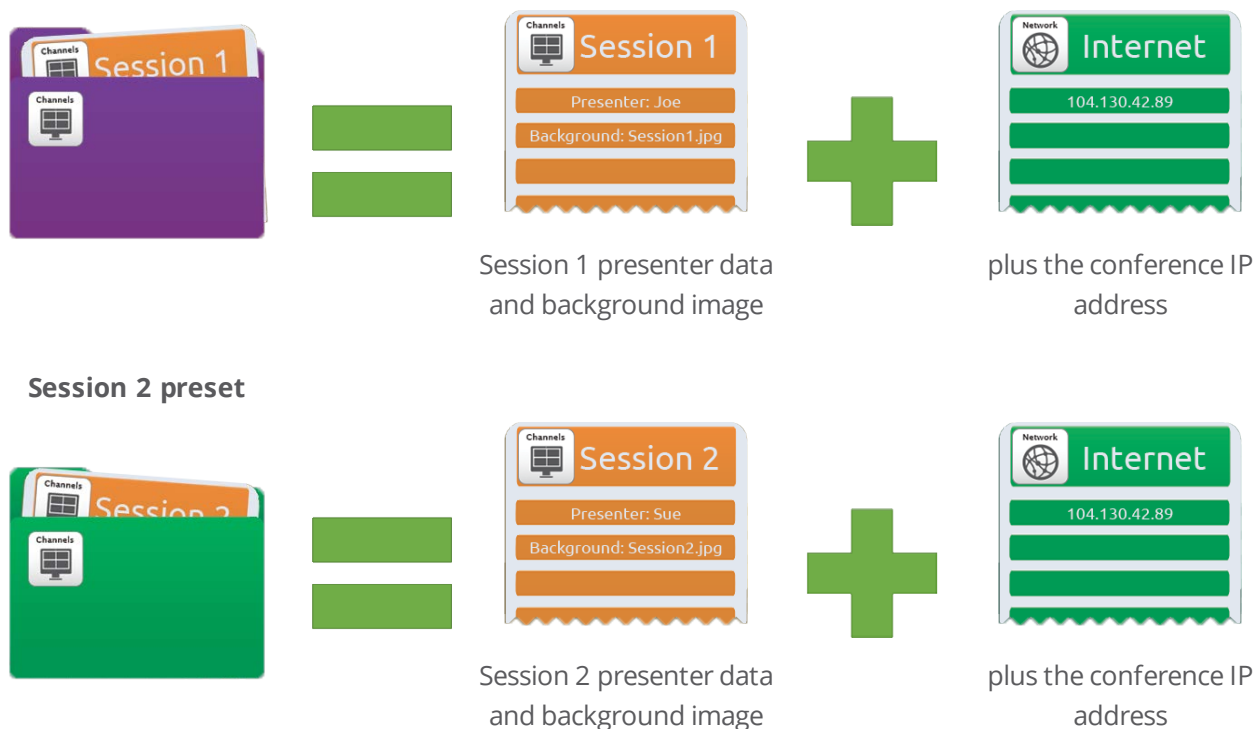 Channels
Session 1
Channels
Channels
Session 1
Presenter: Joe
Background: Session1.jpg
Network
Internet
104.130.42.89
Session 1 presenter data
and background image
plus the conference IP
address
Session 2 preset
Channels
Session 2
Channels
Channels
Session 2
Presenter: Sue
Background: Session2.jpg
Network
Internet
104.130.42.89
Session 2 presenter data
and background image
plus the conference IP
address